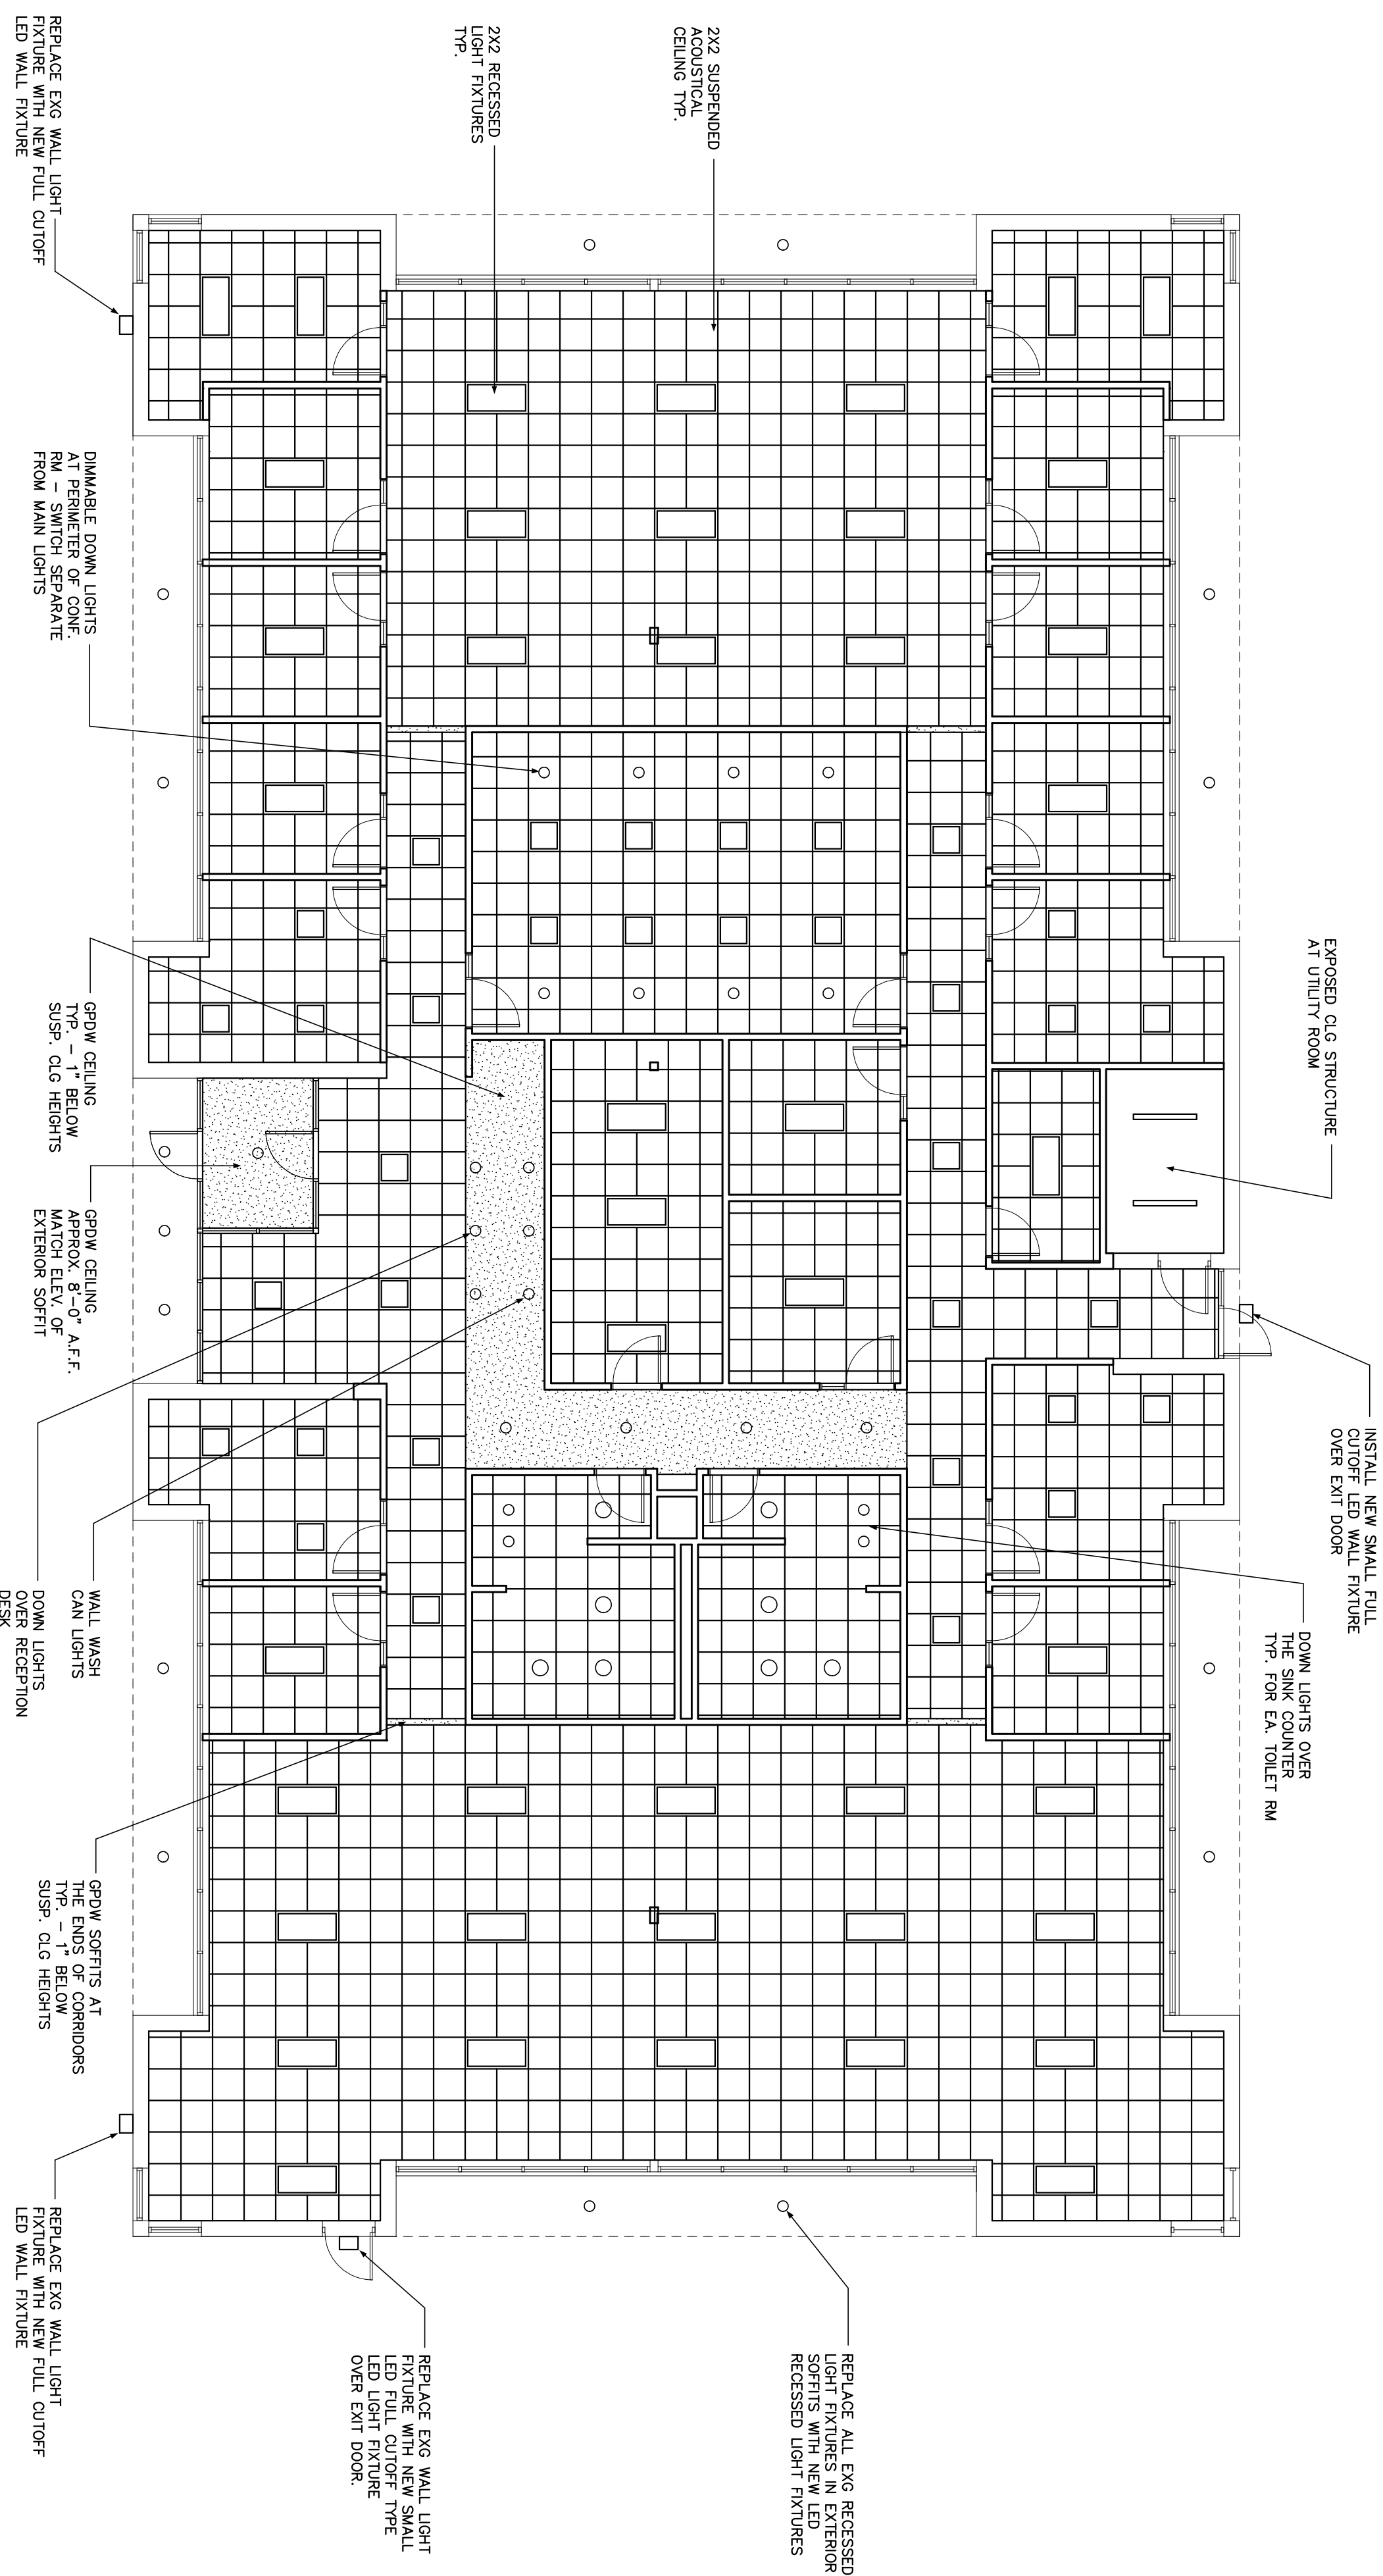 REPLACE EXG WALL LIGHT
FIXTURE WITH NEW FULL CUTOFF
LED WALL FIXTURE
2X2 RECESSED
LIGHT FIXTURES
TYP.
2X2 SUSPENDED
ACOUSTICAL
CEILING TYP.
DIMMABLE DOWN LIGHTS
AT PERIMETER OF CONF.
RM – SWITCH SEPARATE
FROM MAIN LIGHTS
EXPOSED CLG STRUCTURE
AT UTILITY ROOM
GPDW CEILING
TYP. – 1" BELOW
SUSP. CLG HEIGHTS
GPDW CEILING
APPROX. 8'–0" A.F.F.
MATCH ELEV. OF
EXTERIOR SOFFIT
INSTALL NEW SMALL FULL
CUTOFF LED WALL FIXTURE
OVER EXIT DOOR
WALL WASH
CAN LIGHTS
DOWN LIGHTS
OVER RECEPTION
DESK
DOWN LIGHTS OVER
THE SINK COUNTER
TYP. FOR EA. TOILET RM
GPDW SOFFITS AT
THE ENDS OF CORRIDORS
TYP. – 1" BELOW
SUSP. CLG HEIGHTS
REPLACE EXG WALL LIGHT
FIXTURE WITH NEW FULL CUTOFF
LED WALL FIXTURE
REPLACE EXG WALL LIGHT
FIXTURE WITH NEW SMALL
LED FULL CUTOFF TYPE
LED LIGHT FIXTURE
OVER EXIT DOOR.
REPLACE ALL EXG RECESSED
LIGHT FIXTURES IN EXTERIOR
SOFFITS WITH NEW LED
RECESSED LIGHT FIXTURES